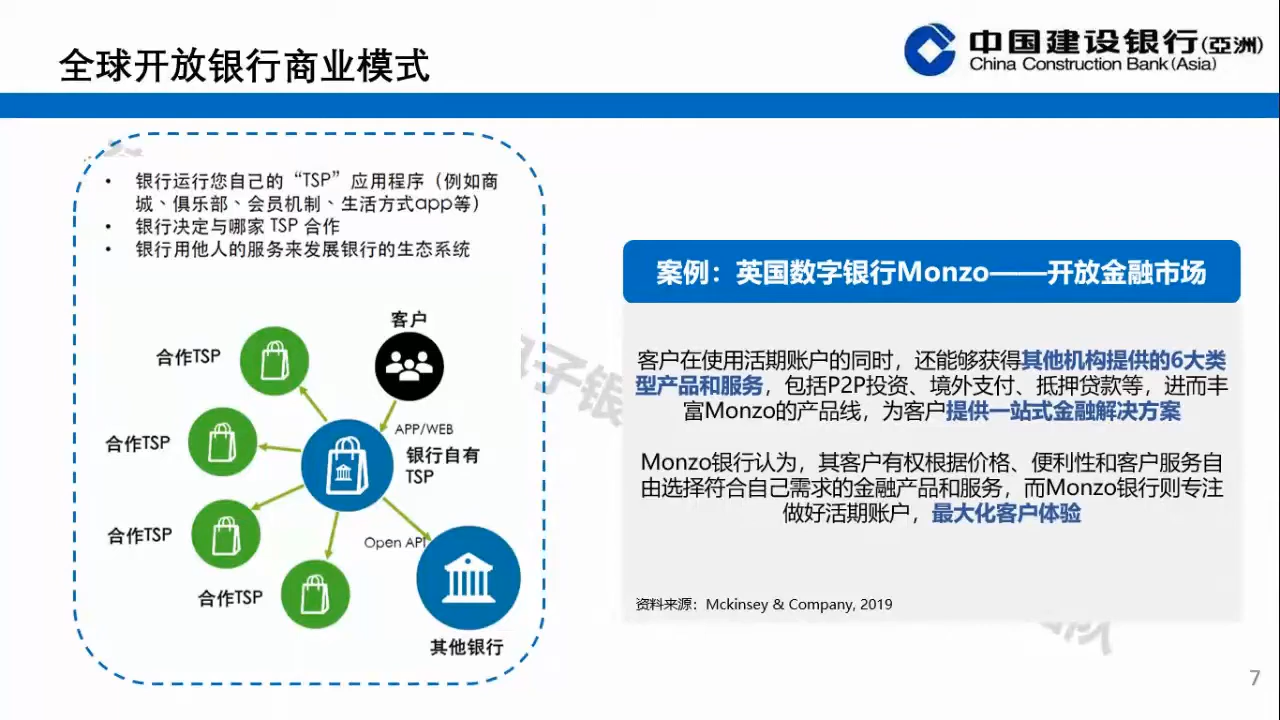 全球开放银行商业模式
中国建设银行(亞洲)
China Construction Bank (Asia)
• 银行运行您自己的“TSP”应用程序（例如商
城、俱乐部、会员机制、生活方式app等）
• 银行决定与哪家 TSP 合作
• 银行用他人的服务来发展银行的生态系统
客户
合作TSP
APP/WEB
合作TSP
银行自有
TSP
合作TSP
Open API
合作TSP
其他银行
案例：英国数字银行Monzo——开放金融市场
客户在使用活期账户的同时，还能够获得其他机构提供的6大类
型产品和服务，包括P2P投资、境外支付、抵押贷款等，进而丰
富Monzo的产品线，为客户提供一站式金融解决方案
Monzo银行认为，其客户有权根据价格、便利性和客户服务自
由选择符合自己需求的金融产品和服务，而Monzo银行则专注
做好活期账户，最大化客户体验
资料来源：Mckinsey & Company, 2019
7